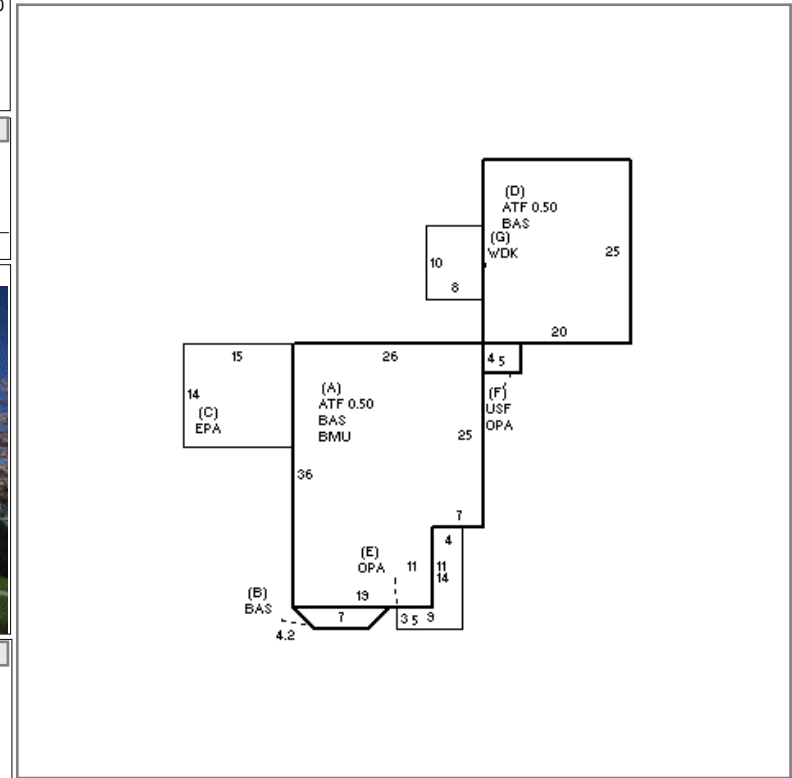 (D)
ATF 0.50
BAS
(G)
WDK
10
8
25
20
15
26
4 5
14
(C)
EPA
(A)
ATF 0.50
BAS
BMU
(F)
USF
OPA
25
36
7
4
(E)
OPA
11
11
14
(B)
BAS
19
7
3 5 9
4.2